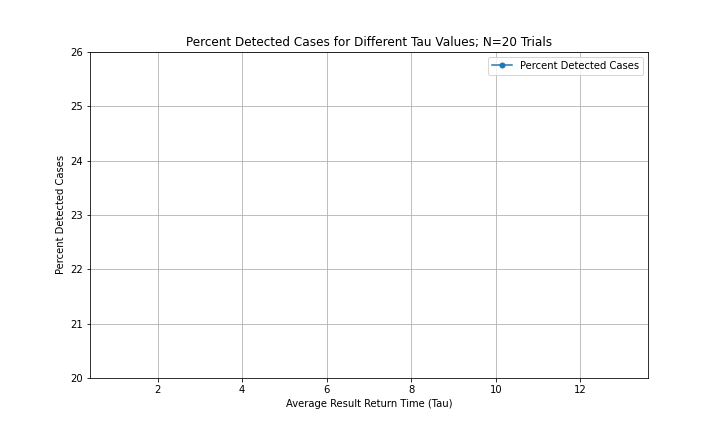 Percent Detected Cases for Different Tau Values; N=20 Trials
Percent Detected Cases
26
25
24
23
22
21
20
Percent Detected Cases
2 4 6 8 10 12
Average Result Return Time (Tau)